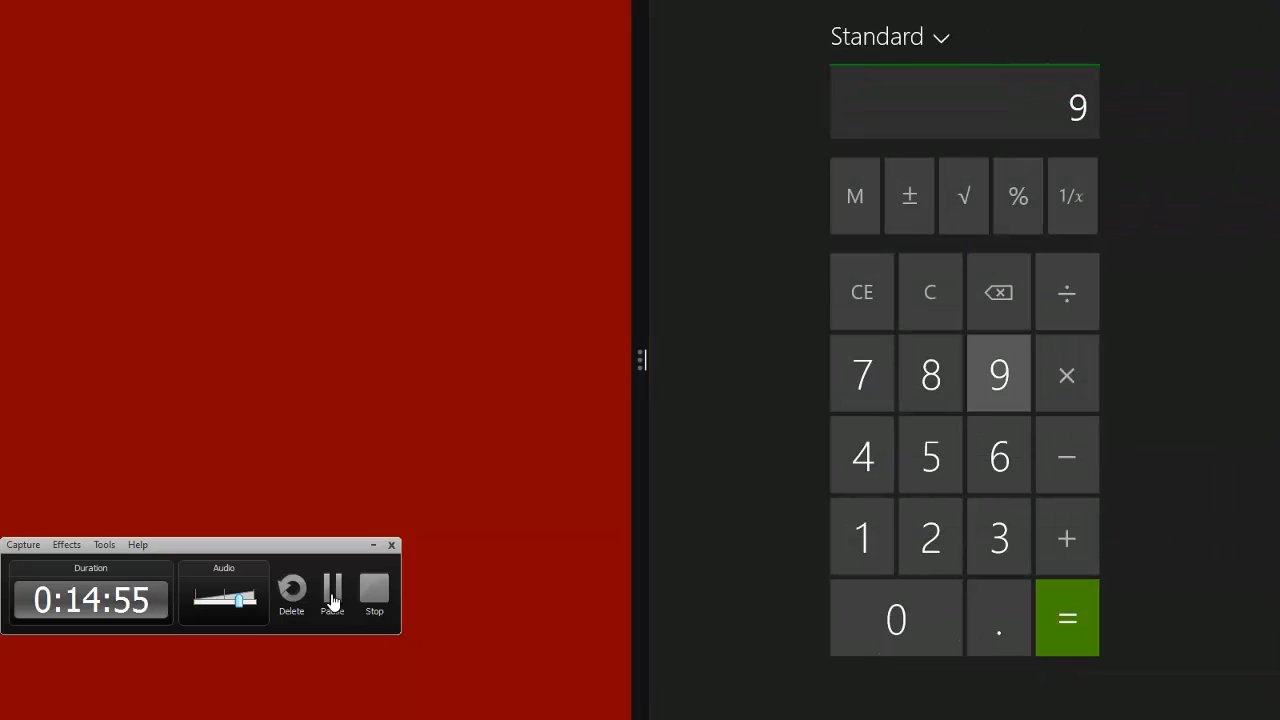 Standard
9
M ± √ % 1/x
CE C ÷
7 8 9 ×
4 5 6 −
1 2 3 +
0 . =
Capture Effects Tools Help
Duration Audio
0:14:55
Delete Pause Stop